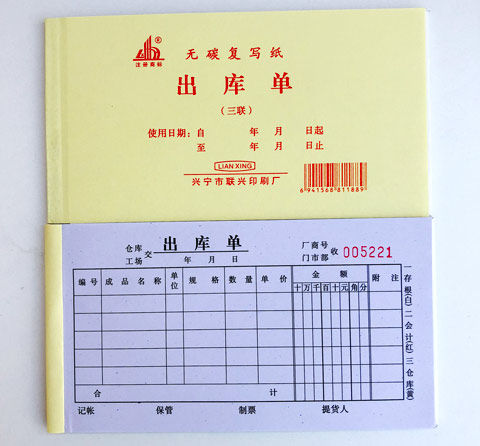 注册商标
®
无碳复写纸
出库单
(三联)
使用日期：自 年 月 日起
至 年 月 日止
LIAN XING
兴宁市联兴印刷厂
6941568811889
仓库
工场
交
出库单
年 月 日
厂商号
门市部
收
005221
编号 成品名称 单位 规格 数量 单价 金额 附注
十万千百十元角分
合 计
记帐 保管 制票 提货人
一存根(白)二会计(红)三仓库(黄)